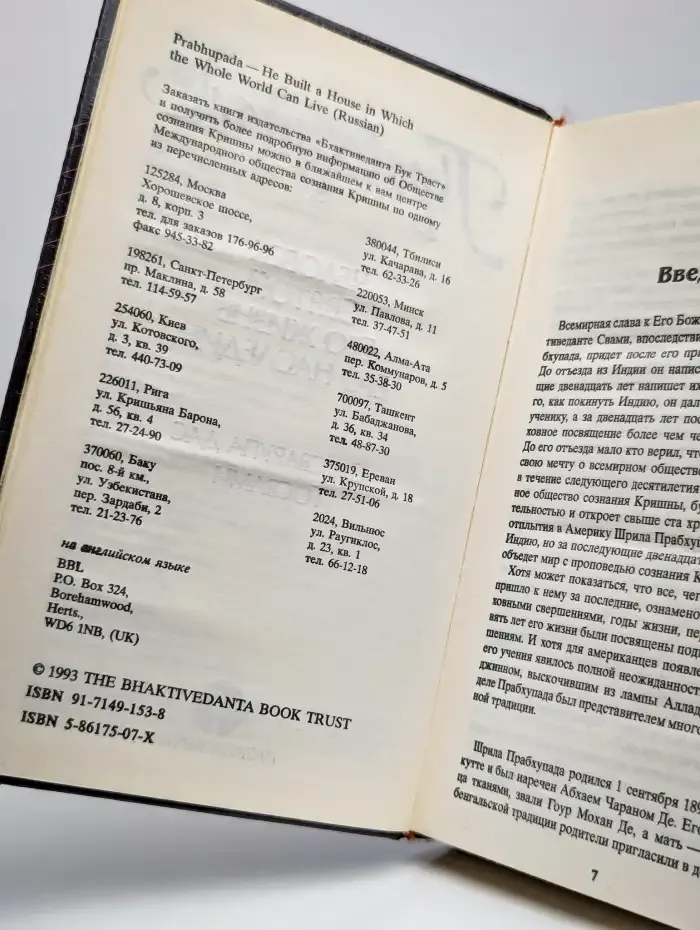 Prabhupada — He Built a House in Which
the Whole World Can Live (Russian)
Заказать книги издательства «Бхактиведанта Бук Траст»
и получить более подробную информацию об Обществе
сознания Кришны можно в ближайшем к вам центре
Международного общества сознания Кришны по одному
из перечисленных адресов:
125284, Москва
Хорошевское шоссе,
д. 8, корп. 3
тел. для заказов 176-96-96
факс 945-33-82
198261, Санкт-Петербург
пр. Маклина, д. 58
тел. 114-59-57
254060, Киев
ул. Котовского,
д. 3, кв. 39
тел. 440-73-09
226011, Рига
ул. Кришьяна Барона,
д. 56, кв. 4
тел. 27-24-90
370060, Баку
пос. 8-й км.,
ул. Узбекистана,
пер. Зардаби, 2
тел. 21-23-76
380044, Тбилиси
ул. Качарава, д. 16
тел. 62-33-26
220053, Минск
ул. Павлова, д. 11
тел. 37-47-51
480022, Алма-Ата
пер. Коммунаров, д. 5
тел. 35-38-30
700097, Ташкент
ул. Бабаджанова,
д. 36, кв. 34
тел. 48-87-30
375019, Ереван
ул. Крупской, д. 18
тел. 27-51-06
2024, Вильнюс
ул. Раугиклос,
д. 23, кв. 1
тел. 66-12-18
на английском языке
BBL
P.O. Box 324,
Borehamwood,
Herts.,
WD6 1NB, (UK)
© 1993 THE BHAKTIVEDANTA BOOK TRUST
ISBN 91-7149-153-8
ISBN 5-86175-07-X
Вве
Всемирная слава к Его Бож
тиведанте Свами, впоследстви
бхупада, придет после его при
До отъезда из Индии он напис
щие двенадцать лет напишет их
го, как покинуть Индию, он дал
ученику, а за двенадцать лет пос
ховное посвящение более чем че
До его отъезда мало кто верил, чт
свою мечту о всемирном обществе
в течение следующего десятилетия
ное общество сознания Кришны, бу
тельностью и откроет свыше ста хр
отплытия в Америку Шрила Прабху
Индию, но за последующие двенадцат
объедет мир с проповедью сознания К
Хотя может показаться, что все, чег
пришло к нему за последние, ознамено
ховными свершениями, годы жизни, пе
вять лет его жизни были посвящены под
шениям. И хотя для американцев появле
его учения явилось полной неожиданност
джинном, выскочившим из лампы Аллад
деле Прабхупада был представителем мног
ной традиции.
Шрила Прабхупада родился 1 сентября 189
кутте и был наречен Абхаем Чараном Де. Ег
ца тканями, звали Гоур Мохан Де, а мать —
бенгальской традиции родители пригласили в д
7